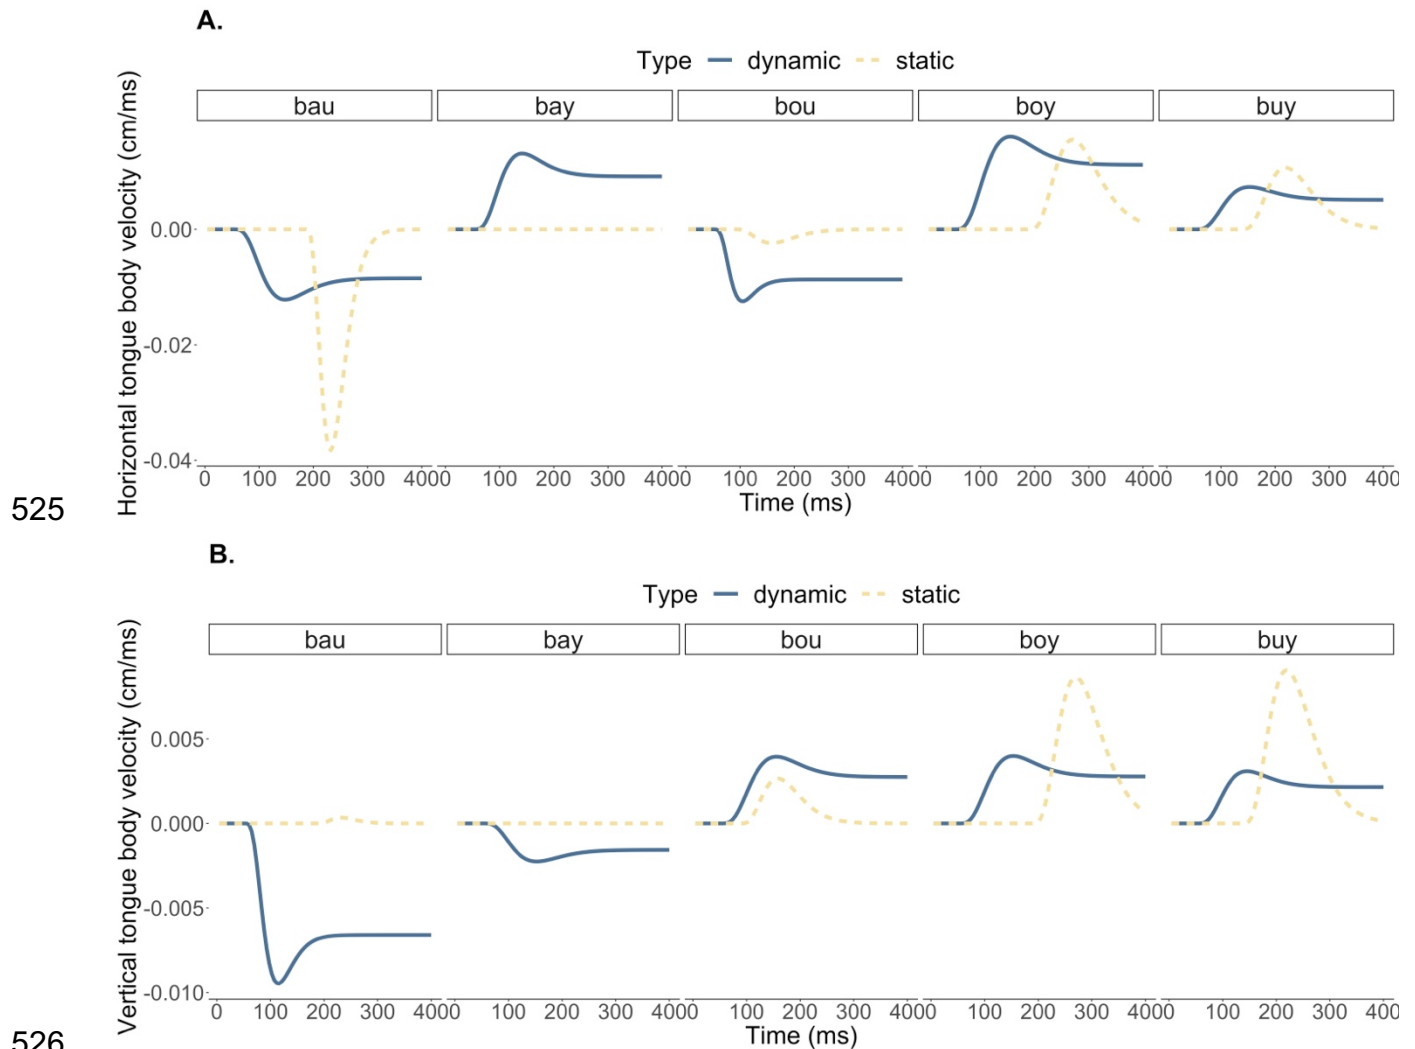 A.
Type dynamic static
bau bay bou boy buy
Horizontal tongue body velocity (cm/ms)
0.00
-0.02
-0.04
0 100 200 300 4000 100 200 300 4000 100 200 300 4000 100 200 300 4000 100 200 300 400
Time (ms)
525
B.
Type dynamic static
bau bay bou boy buy
Vertical tongue body velocity (cm/ms)
0.005
0.000
-0.005
-0.010
0 100 200 300 4000 100 200 300 4000 100 200 300 4000 100 200 300 4000 100 200 300 400
Time (ms)
526